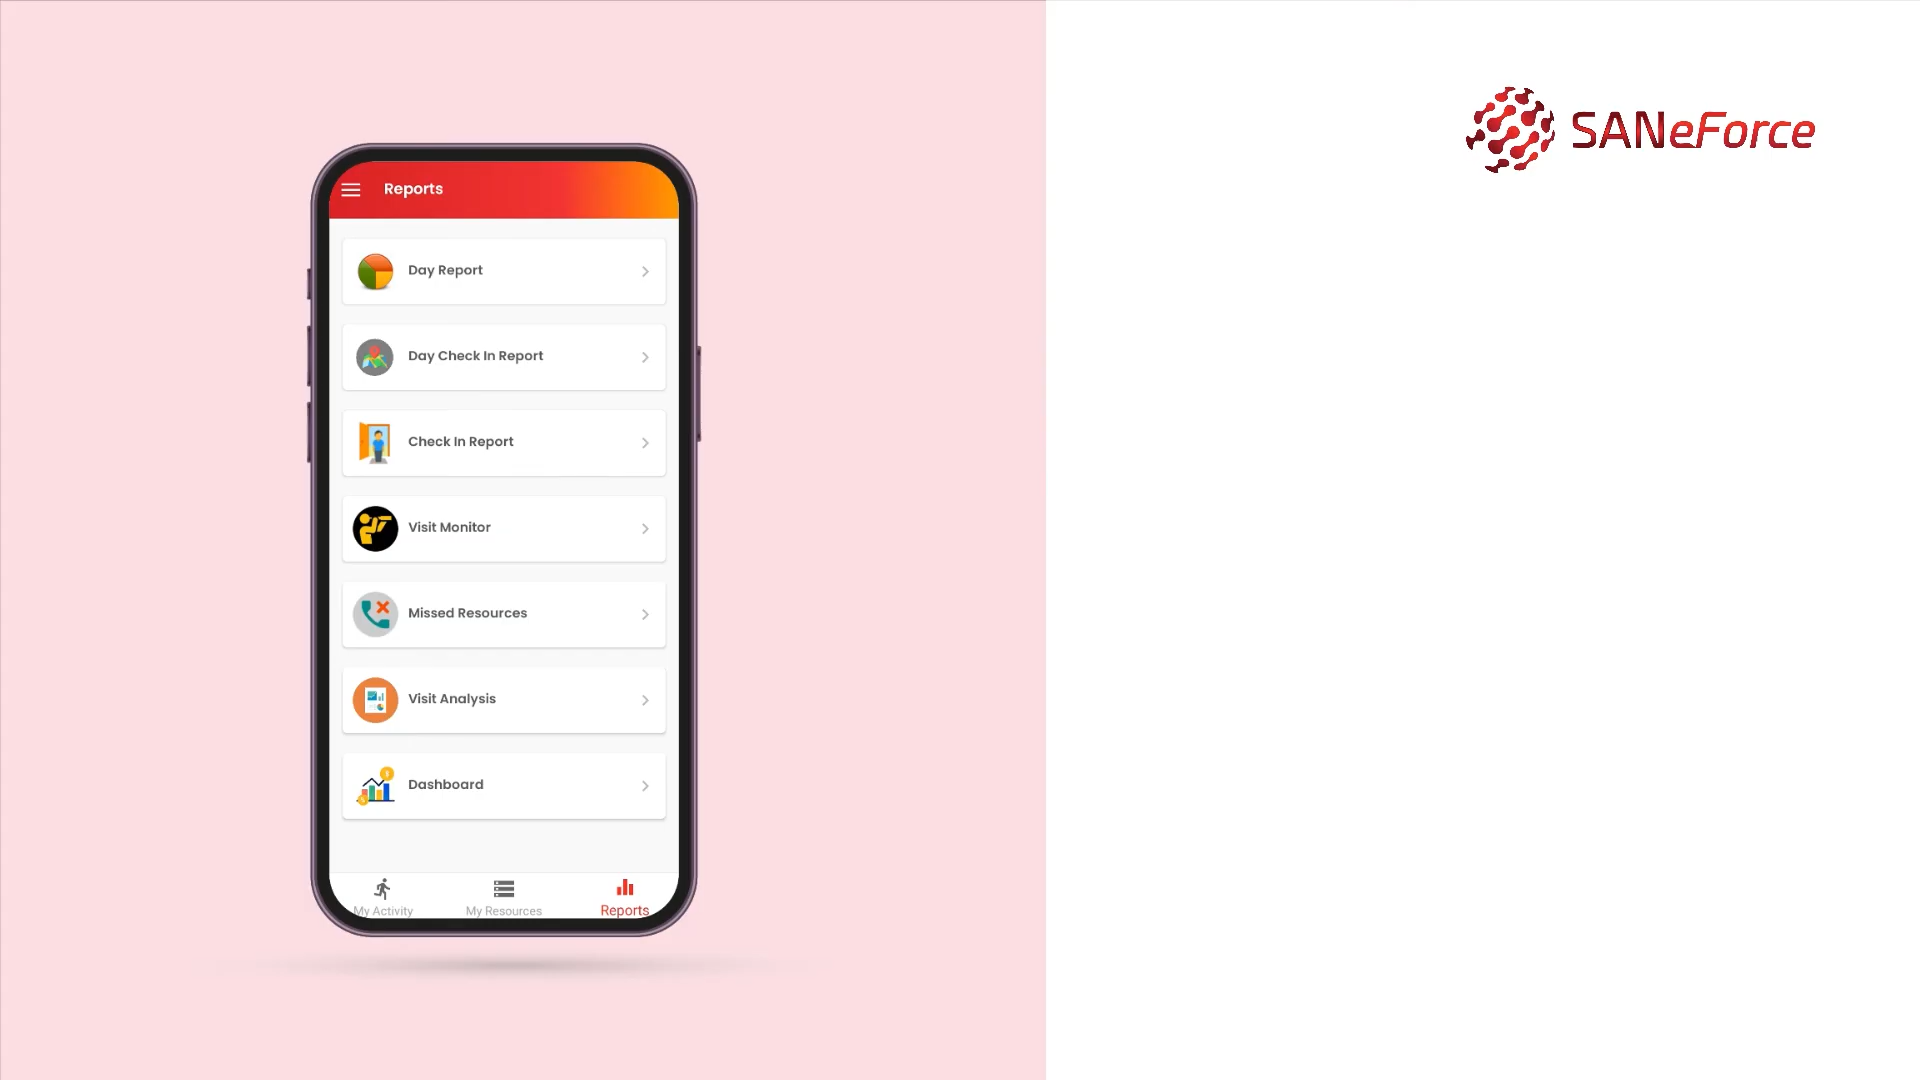 SANeForce
Reports
Day Report
Day Check In Report
Check In Report
Visit Monitor
Missed Resources
Visit Analysis
Dashboard
My Activity
My Resources
Reports